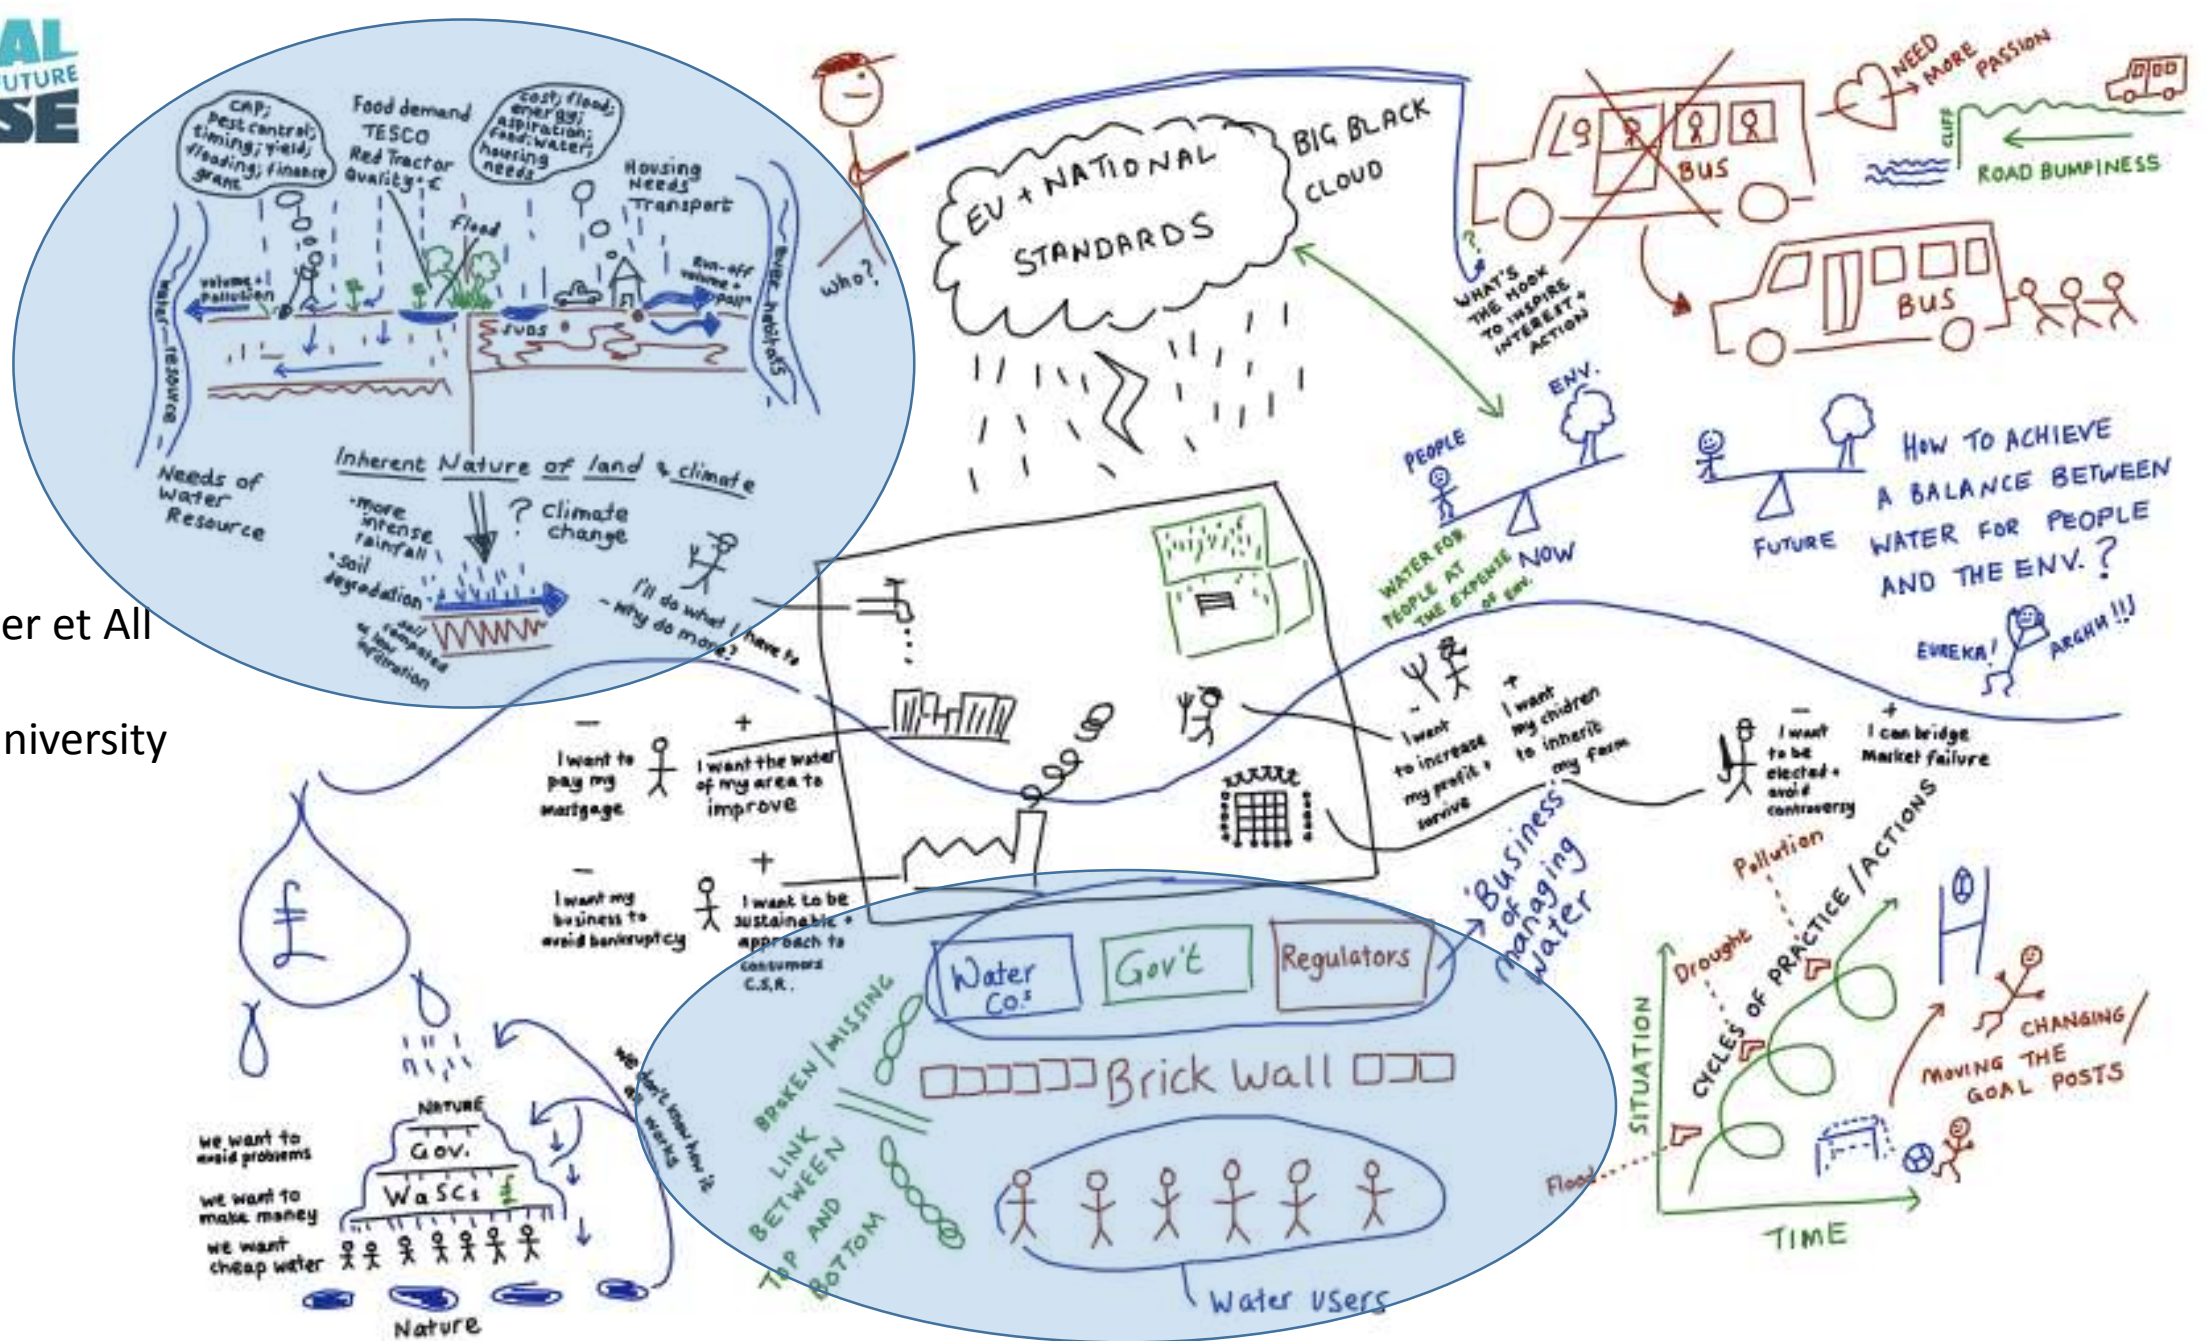 AL
FUTURE
SE
er et All
niversity
CAP;
Pest control;
timing; yield;
flooding; finance
grant
Food demand
TESCO
Red Tractor
Quality + €
cost; flood;
energy;
aspiration;
food; water;
housing
needs
Housing
Needs
Transport
flood
volume +
Pollution
Run-off
volume +
poll"
water resource
river habitats
SUDS
Needs of
Water
Resource
Inherent Nature of land & climate
• more
intense
rainfall
• soil
degradation
? climate
change
soil
compated
& low
infiltration
I'll do what I have to
- why do more?
who?
EU + NATIONAL
STANDARDS
BIG BLACK
CLOUD
?
WHAT'S
THE HOOK
TO INSPIRE
INTEREST +
ACTION
BUS
NEED
MORE
PASSION
CLIFF
ROAD BUMPINESS
BUS
PEOPLE
ENV.
NOW
WATER FOR
PEOPLE AT
THE EXPENSE
OF ENV.
FUTURE
HOW TO ACHIEVE
A BALANCE BETWEEN
WATER FOR PEOPLE
AND THE ENV.?
EUREKA!
ARGHH!!!
-
I want to
pay my
mortgage
+
I want the water
of my area to
improve
-
I want my
business to
avoid bankruptcy
+
I want to be
sustainable +
approach to
consumers
C.S.R.
-
I want
to increase
my profit +
survive
+
I want
my chidren
to inherit
my farm
-
I want
to be
elected +
avoid
controversy
+
I can bridge
market failure
£
we don't know how it
all works
NATURE
Gov.
WaSCs
we want to
avoid problems
we want to
make money
we want
cheap water
Nature
Water
Co.s
Gov't
Regulators
'Business'
of
managing
water
BROKEN/MISSING
LINK
BETWEEN
TOP AND
BOTTOM
Brick Wall
Water users
Pollution
Drought
Flood
CYCLES OF PRACTICE/ACTIONS
SITUATION
TIME
CHANGING/
MOVING THE
GOAL POSTS